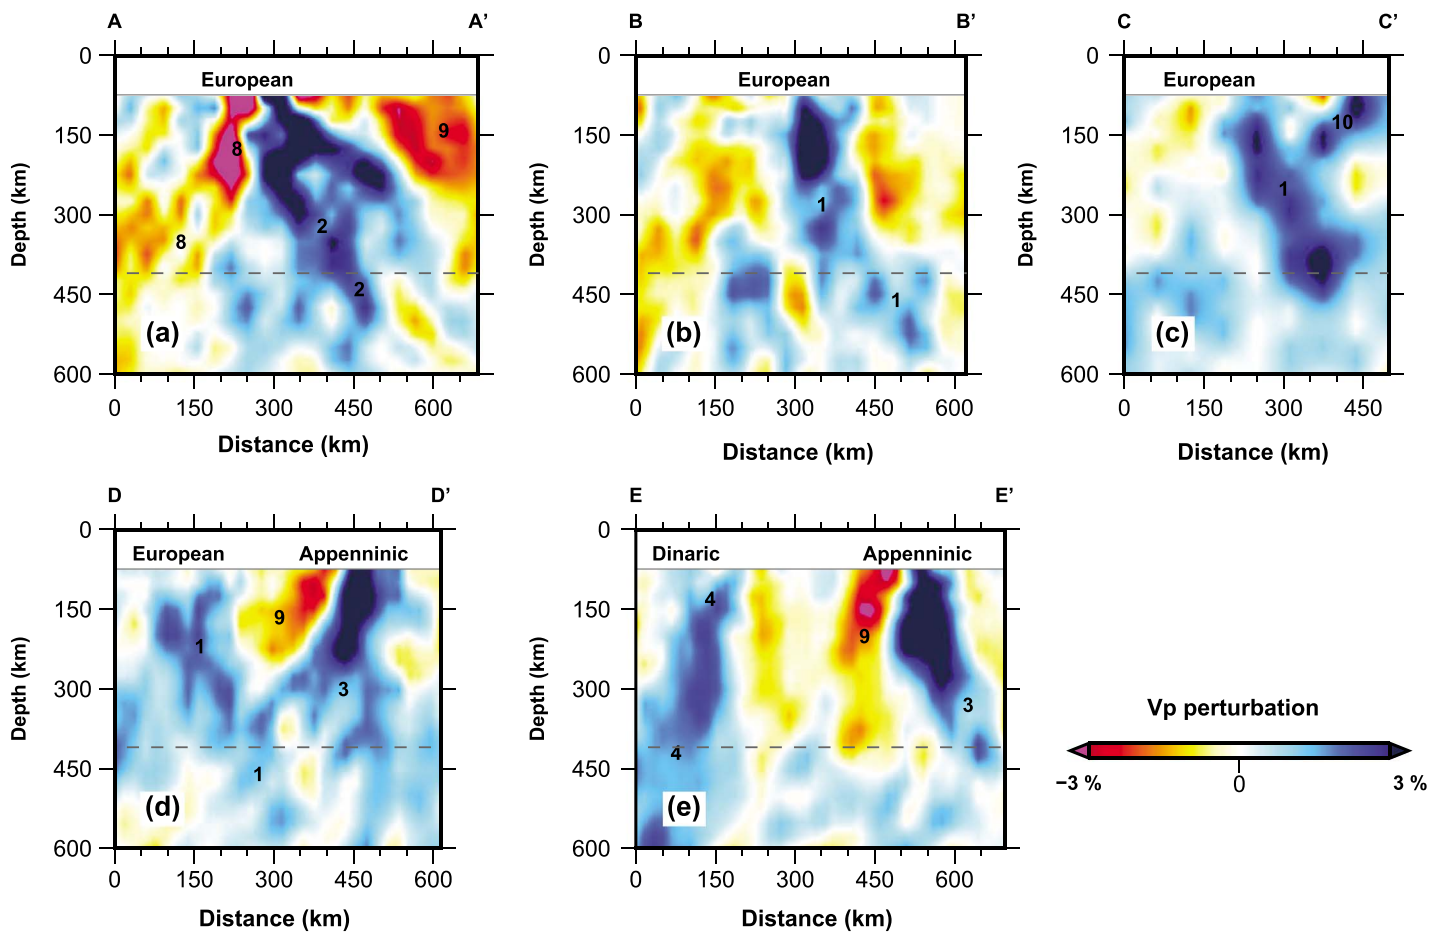 A A’ B B’ C C’
0 European 0 European 0 European
150 8 9 150 150 10
Depth (km) 300 2 8 Depth (km) 300 1 Depth (km) 300 1
450 2 450 1 450
(a) (b) (c)
600 600 600
0 150 300 450 600 0 150 300 450 600 0 150 300 450
Distance (km) Distance (km) Distance (km)
D D’ E E’
0 European Appenninic 0 Dinaric Appenninic
150 9 1 150 4 9
Depth (km) 300 3 Depth (km) 300 3
450 1 450 4
(d) (e)
600 600
0 150 300 450 600 0 150 300 450 600
Distance (km) Distance (km)
Vp perturbation
−3 % 0 3 %